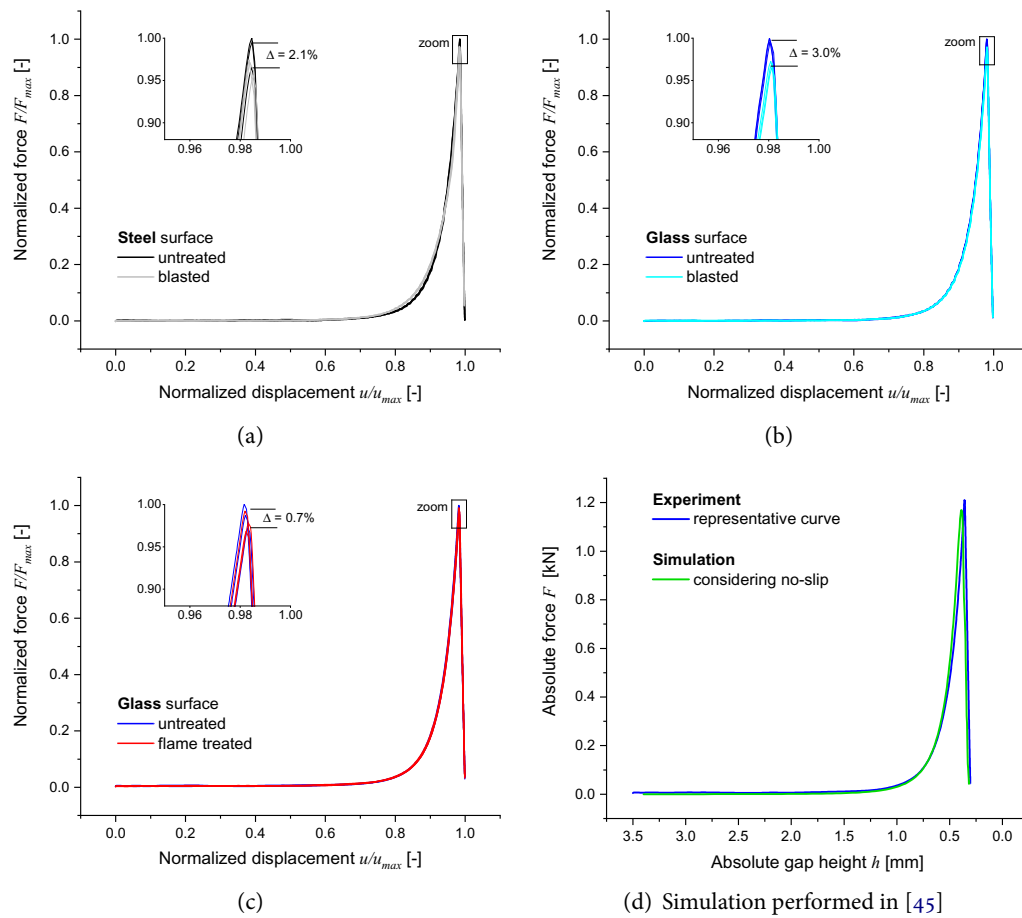 1.00
0.95
0.90
0.96
0.98
1.00
Δ = 2.1%
zoom
1.0
0.8
0.6
0.4
0.2
0.0
Normalized force F/Fmax [-]
Steel surface
untreated
blasted
0.0
0.2
0.4
0.6
0.8
1.0
Normalized displacement u/umax [-]
(a)
1.00
0.95
0.90
0.96
0.98
1.00
Δ = 3.0%
zoom
1.0
0.8
0.6
0.4
0.2
0.0
Normalized force F/Fmax [-]
Glass surface
untreated
blasted
0.0
0.2
0.4
0.6
0.8
1.0
Normalized displacement u/umax [-]
(b)
1.00
0.95
0.90
0.96
0.98
1.00
Δ = 0.7%
zoom
1.0
0.8
0.6
0.4
0.2
0.0
Normalized force F/Fmax [-]
Glass surface
untreated
flame treated
0.0
0.2
0.4
0.6
0.8
1.0
Normalized displacement u/umax [-]
(c)
Experiment
representative curve
Simulation
considering no-slip
1.2
1.0
0.8
0.6
0.4
0.2
0.0
Absolute force F [kN]
3.5
3.0
2.5
2.0
1.5
1.0
0.5
0.0
Absolute gap height h [mm]
(d) Simulation performed in [45]